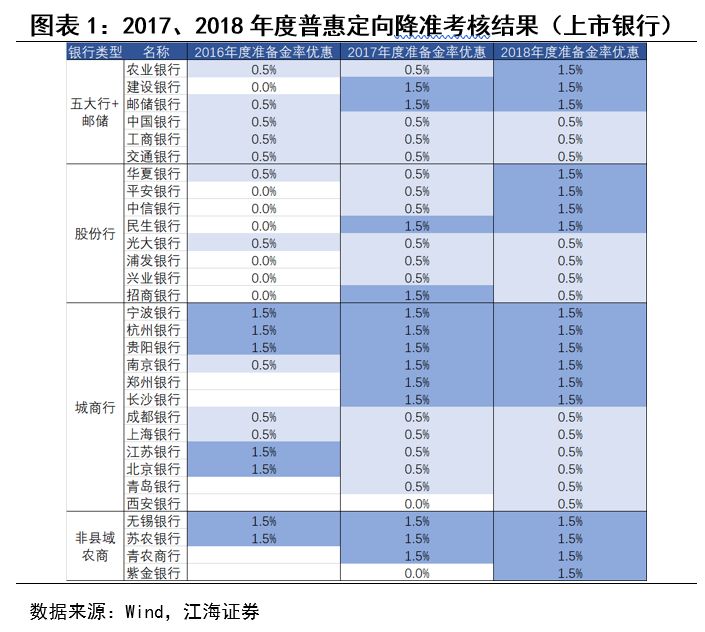 图表 1：2017、2018 年度普惠定向降准考核结果（上市银行）
银行类型 名称 2016年度准备金率优惠 2017年度准备金率优惠 2018年度准备金率优惠
五大行+邮储 农业银行 0.5% 0.5% 1.5%
建设银行 0.0% 1.5% 1.5%
邮储银行 0.5% 1.5% 1.5%
中国银行 0.5% 0.5% 0.5%
工商银行 0.5% 0.5% 0.5%
交通银行 0.5% 0.5% 0.5%
股份行 华夏银行 0.5% 0.5% 1.5%
平安银行 0.0% 0.5% 1.5%
中信银行 0.0% 0.5% 1.5%
民生银行 0.0% 1.5% 1.5%
光大银行 0.5% 0.5% 0.5%
浦发银行 0.0% 0.5% 0.5%
兴业银行 0.0% 0.5% 0.5%
招商银行 0.0% 1.5% 0.5%
城商行 宁波银行 1.5% 1.5% 1.5%
杭州银行 1.5% 1.5% 1.5%
贵阳银行 1.5% 1.5% 1.5%
南京银行 0.5% 1.5% 1.5%
郑州银行 1.5% 1.5%
长沙银行 1.5% 1.5%
成都银行 0.5% 0.5% 0.5%
上海银行 0.5% 0.5% 0.5%
江苏银行 1.5% 0.5% 0.5%
北京银行 1.5% 0.5% 0.5%
青岛银行 0.5% 0.5%
西安银行 0.0% 0.5%
非县域农商 无锡银行 1.5% 1.5% 1.5%
苏农银行 1.5% 1.5% 1.5%
青农商行 1.5% 1.5%
紫金银行 0.0% 1.5%
数据来源：Wind，江海证券